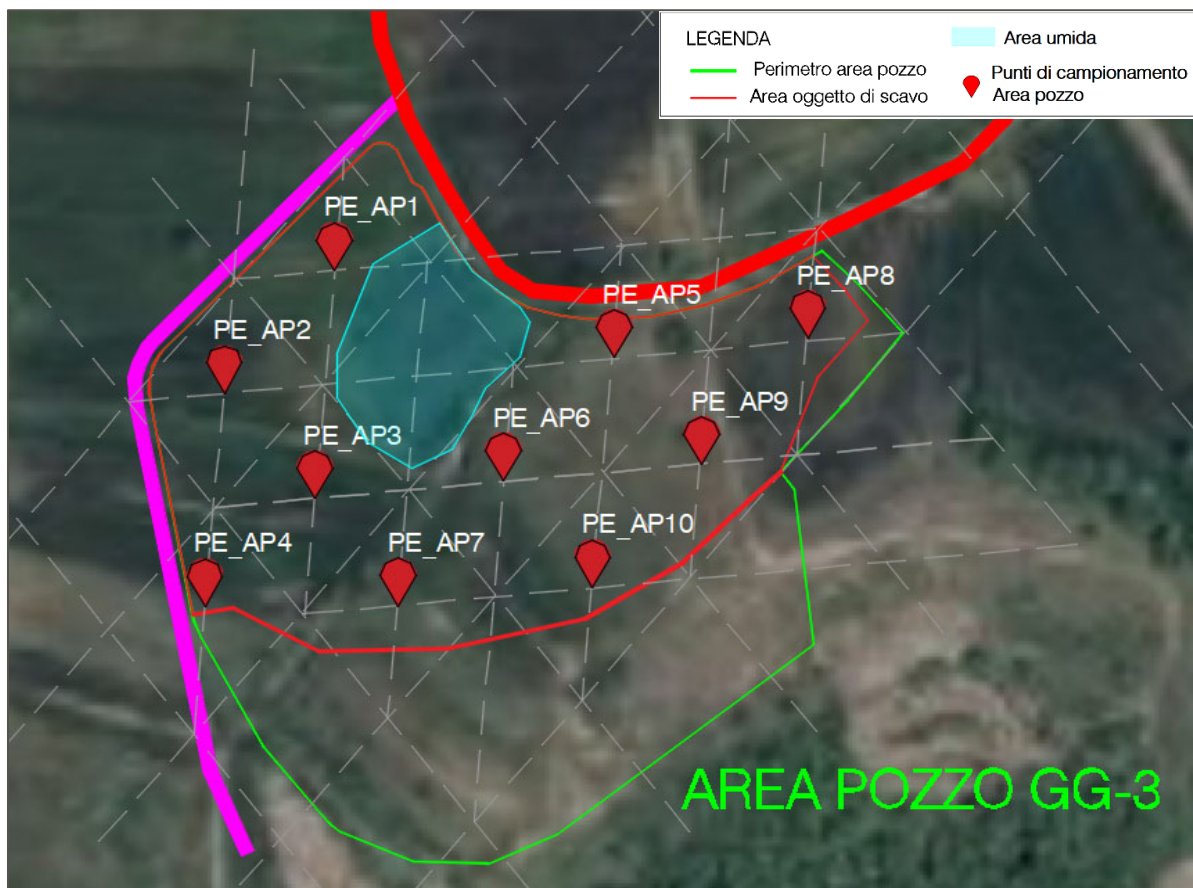 LEGENDA
Perimetro area pozzo
Area oggetto di scavo
Area umida
Punti di campionamento
Area pozzo
PE_AP1
PE_AP8
PE_AP5
PE_AP2
PE_AP9
PE_AP6
PE_AP3
PE_AP10
PE_AP4
PE_AP7
AREA POZZO GG-3